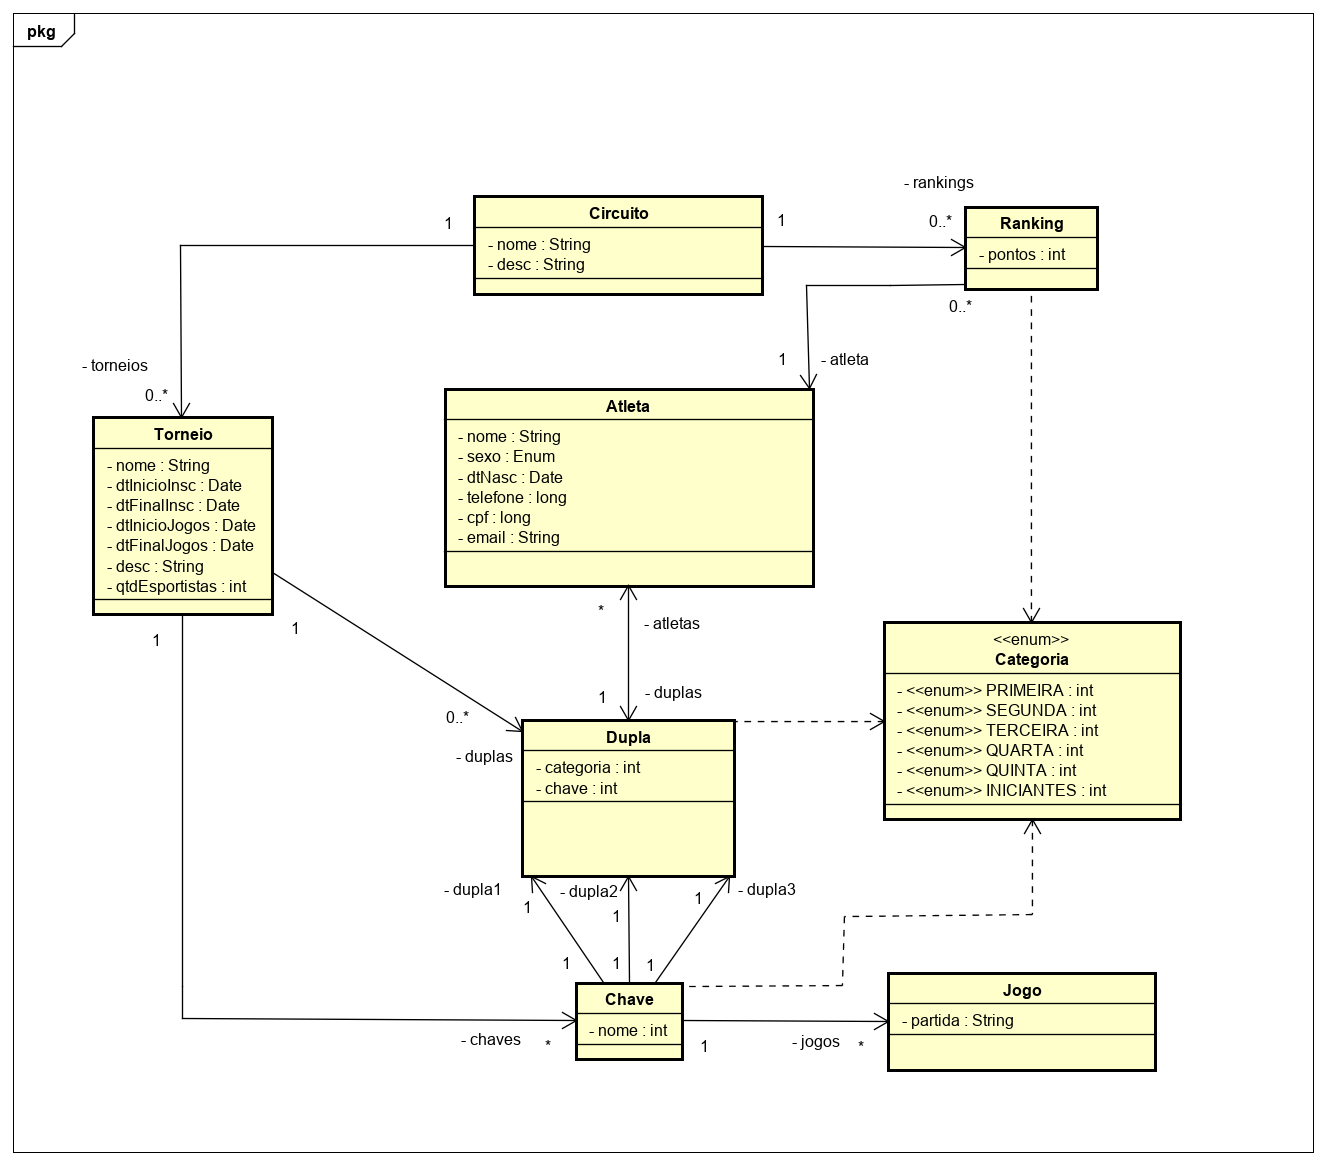 pkg
- rankings
1
Circuito
- nome : String
- desc : String
1
0..*
Ranking
- pontos : int
0..*
- torneios
0..*
1
- atleta
Torneio
- nome : String
- dtInicioInsc : Date
- dtFinalInsc : Date
- dtInicioJogos : Date
- dtFinalJogos : Date
- desc : String
- qtdEsportistas : int
Atleta
- nome : String
- sexo : Enum
- dtNasc : Date
- telefone : long
- cpf : long
- email : String
1
1
*
- atletas
<<enum>>
Categoria
- <<enum>> PRIMEIRA : int
- <<enum>> SEGUNDA : int
- <<enum>> TERCEIRA : int
- <<enum>> QUARTA : int
- <<enum>> QUINTA : int
- <<enum>> INICIANTES : int
1
- duplas
0..*
- duplas
Dupla
- categoria : int
- chave : int
- dupla1
- dupla2
- dupla3
1
1
1
1
1
1
Chave
- nome : int
Jogo
- partida : String
- chaves
*
1
- jogos
*